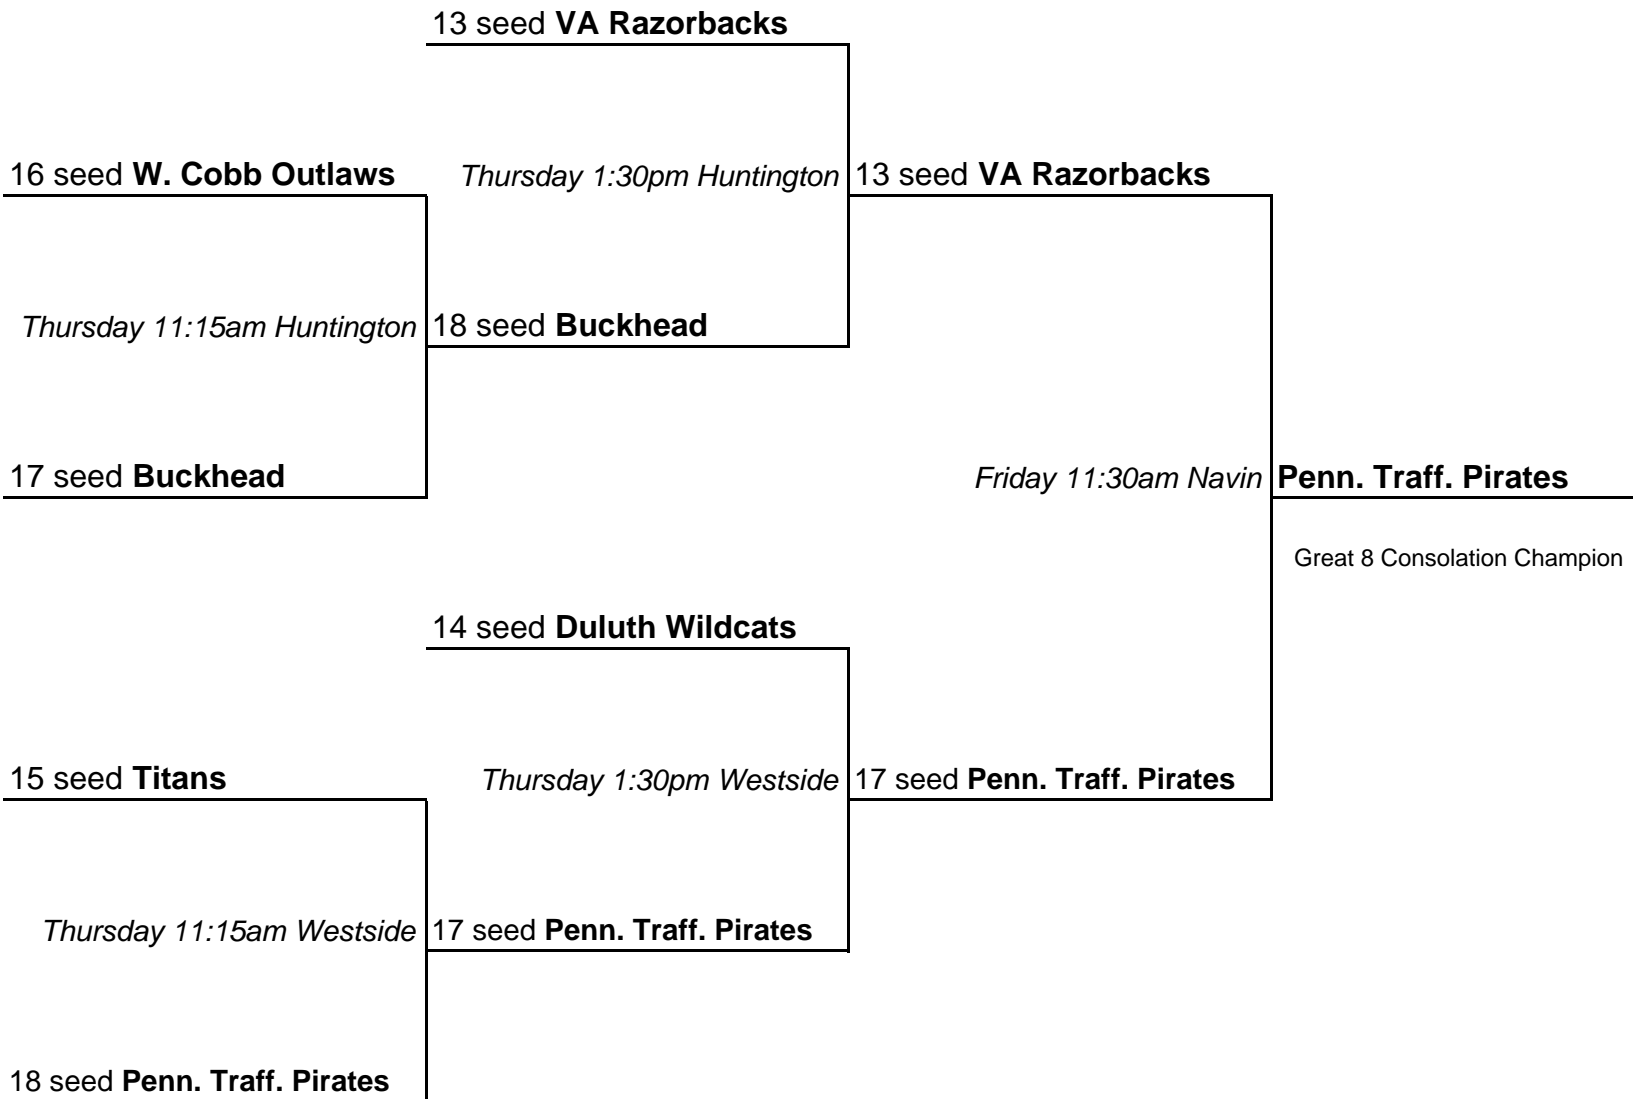 13 seed VA Razorbacks
16 seed W. Cobb Outlaws
Thursday 1:30pm Huntington
13 seed VA Razorbacks
Thursday 11:15am Huntington
18 seed Buckhead
17 seed Buckhead
Friday 11:30am Navin
Penn. Traff. Pirates
Great 8 Consolation Champion
14 seed Duluth Wildcats
15 seed Titans
Thursday 1:30pm Westside
17 seed Penn. Traff. Pirates
Thursday 11:15am Westside
17 seed Penn. Traff. Pirates
18 seed Penn. Traff. Pirates